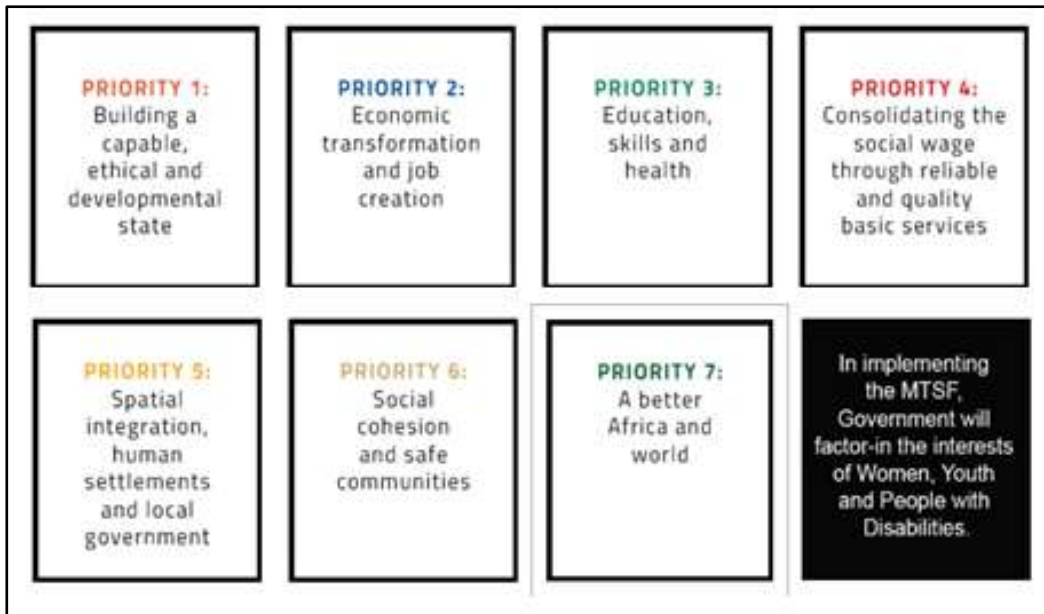 PRIORITY 1:
Building a
capable,
ethical and
developmental
state
PRIORITY 2:
Economic
transformation
and job
creation
PRIORITY 3:
Education,
skills and
health
PRIORITY 4:
Consolidating the
social wage
through reliable
and quality
basic services
PRIORITY 5:
Spatial
integration,
human
settlements
and local
government
PRIORITY 6:
Social
cohesion
and safe
communities
PRIORITY 7:
A better
Africa and
world
In implementing
the MTSF,
Government will
factor-in the interests
of Women, Youth
and People with
Disabilities.